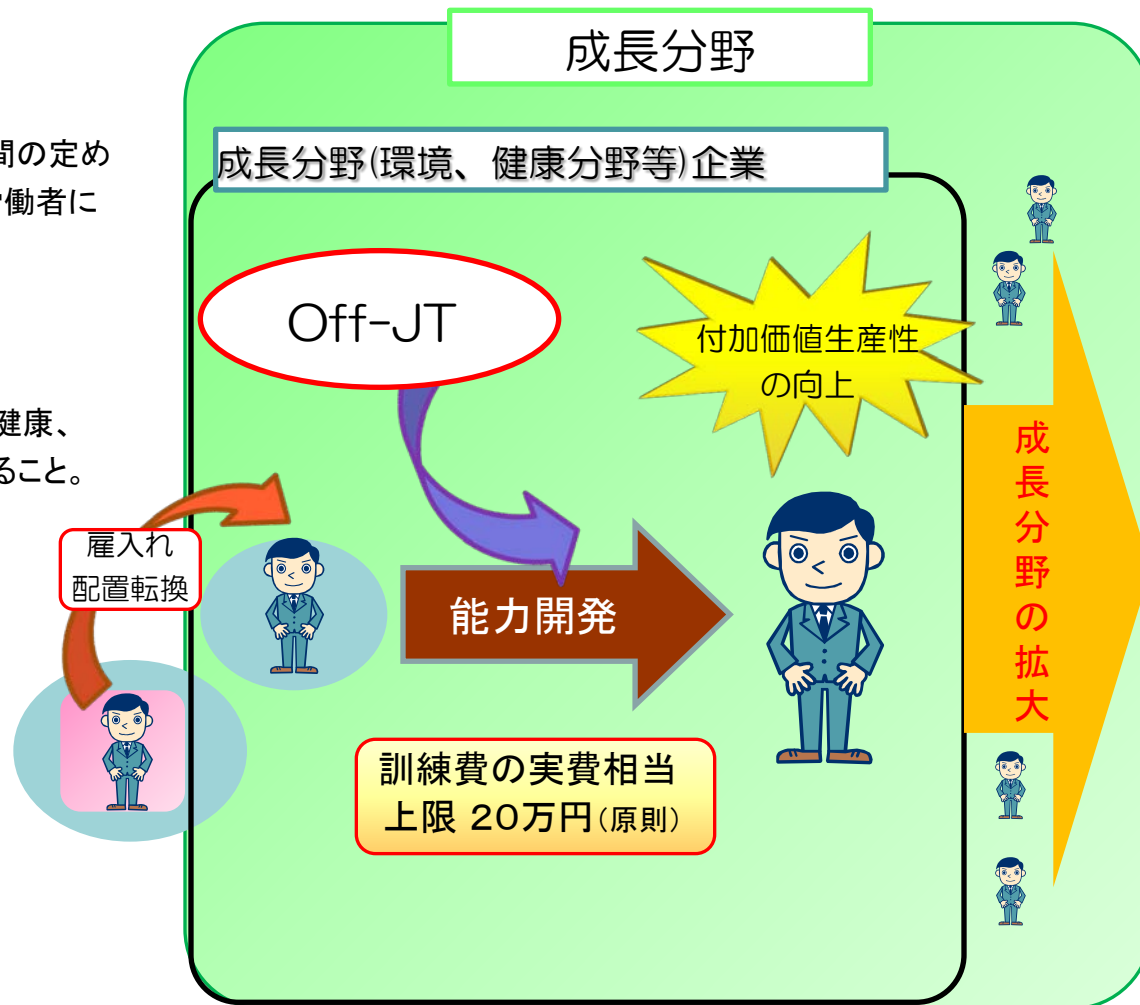 成長分野
間の定め
成長分野(環境、健康分野等)企業
働者に
Off-JT
付加価値生産性
の向上
健康、
ること。
雇入れ
配置転換
能力開発
成長分野の拡大
訓練費の実費相当
上限 20万円(原則)